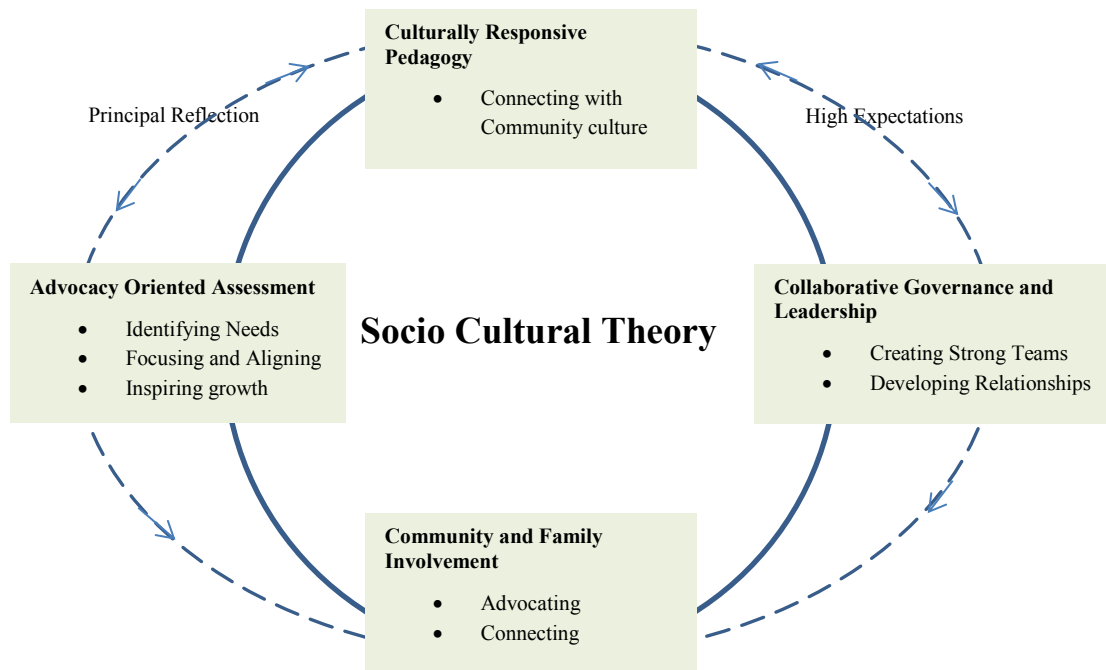 Culturally Responsive
Pedagogy
• Connecting with
Community culture
Principal Reflection
High Expectations
Advocacy Oriented Assessment
• Identifying Needs
• Focusing and Aligning
• Inspiring growth
Socio Cultural Theory
Collaborative Governance and
Leadership
• Creating Strong Teams
• Developing Relationships
Community and Family
Involvement
• Advocating
• Connecting